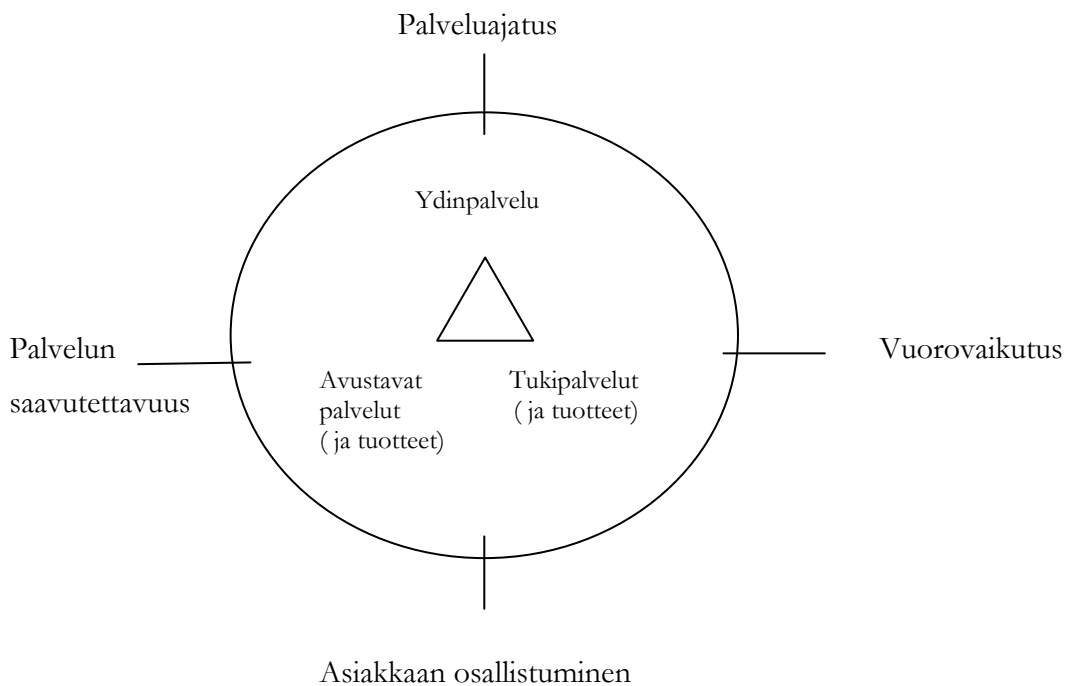 Palveluajatus
Ydinpalvelu
Palvelun
saavutettavuus
Vuorovaikutus
Avustavat
palvelut
( ja tuotteet)
Tukipalvelut
( ja tuotteet)
Asiakkaan osallistuminen